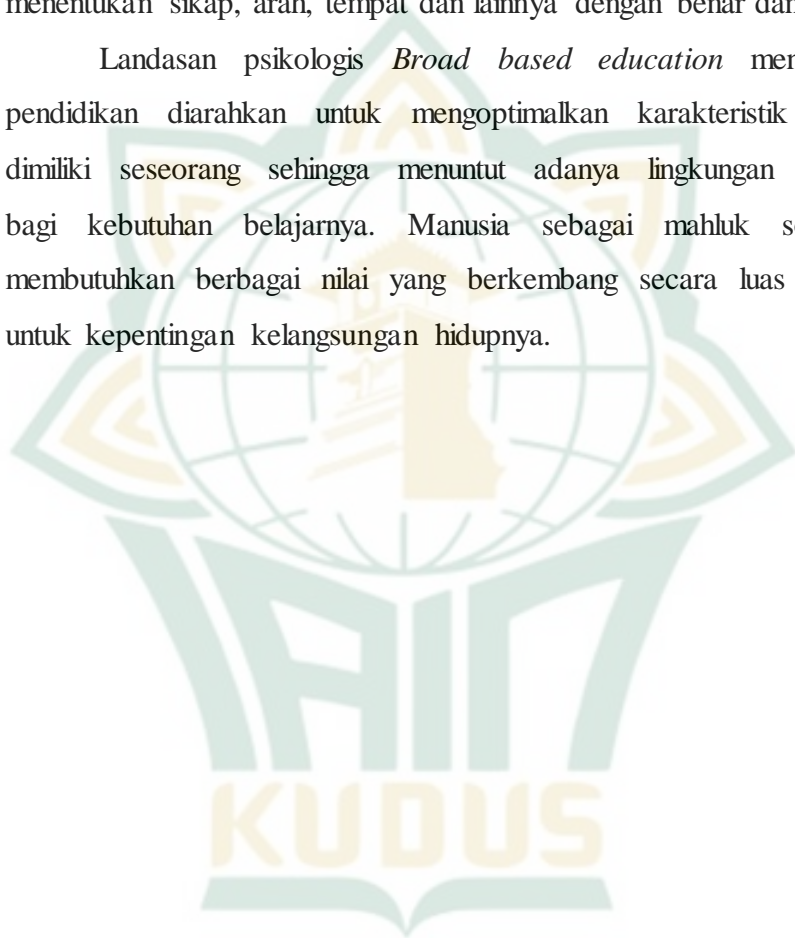 menentukan sikap, arah, tempat dan lainnya dengan benar dan
Landasan psikologis Broad based education
pendidikan diarahkan untuk mengoptimalkan karakteristik
dimiliki seseorang sehingga menuntut adanya lingkungan
bagi kebutuhan belajarnya. Manusia sebagai mahluk
membutuhkan berbagai nilai yang berkembang secara luas
untuk kepentingan kelangsungan hidupnya.
IAIN
KUDUS